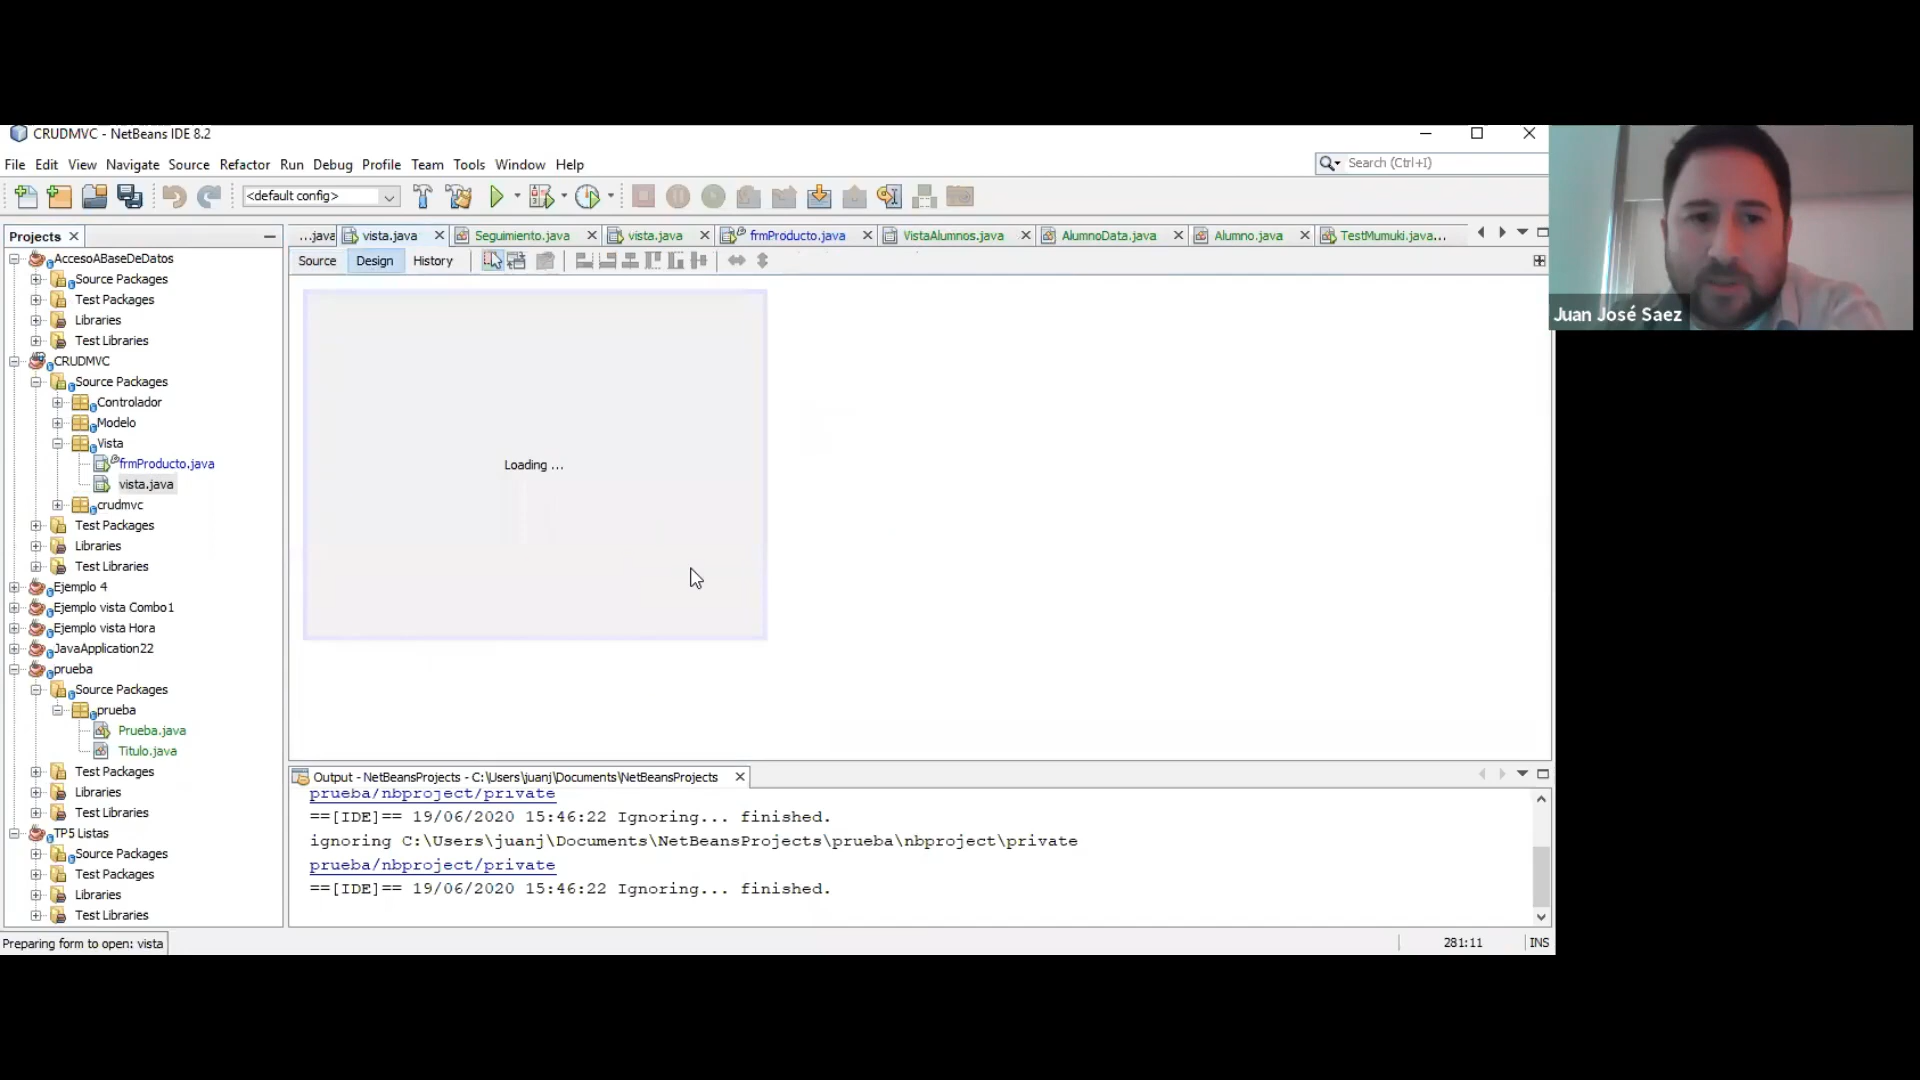 CRUDMVC - NetBeans IDE 8.2
File Edit View Navigate Source Refactor Run Debug Profile Team Tools Window Help
Search (Ctrl+I)
<default config>
Projects
...java vista.java Seguimiento.java vista.java frmProducto.java VistaAlumnos.java AlumnoData.java Alumno.java TestMumuki.java...
Source Design History
AccesoABaseDeDatos
Source Packages
Test Packages
Libraries
Test Libraries
CRUDMVC
Source Packages
Controlador
Modelo
Vista
frmProducto.java
vista.java
crudmvc
Test Packages
Libraries
Test Libraries
Ejemplo 4
Ejemplo vista Combo1
Ejemplo vista Hora
JavaApplication22
prueba
Source Packages
prueba
Prueba.java
Titulo.java
Test Packages
Libraries
Test Libraries
TP5 Listas
Source Packages
Test Packages
Libraries
Test Libraries
Loading ...
Juan José Saez
Output - NetBeansProjects - C:\Users\juanj\Documents\NetBeansProjects
prueba/nbproject/private
==[IDE]== 19/06/2020 15:46:22 Ignoring... finished.
ignoring C:\Users\juanj\Documents\NetBeansProjects\prueba\nbproject\private
prueba/nbproject/private
==[IDE]== 19/06/2020 15:46:22 Ignoring... finished.
Preparing form to open: vista
281:11 INS